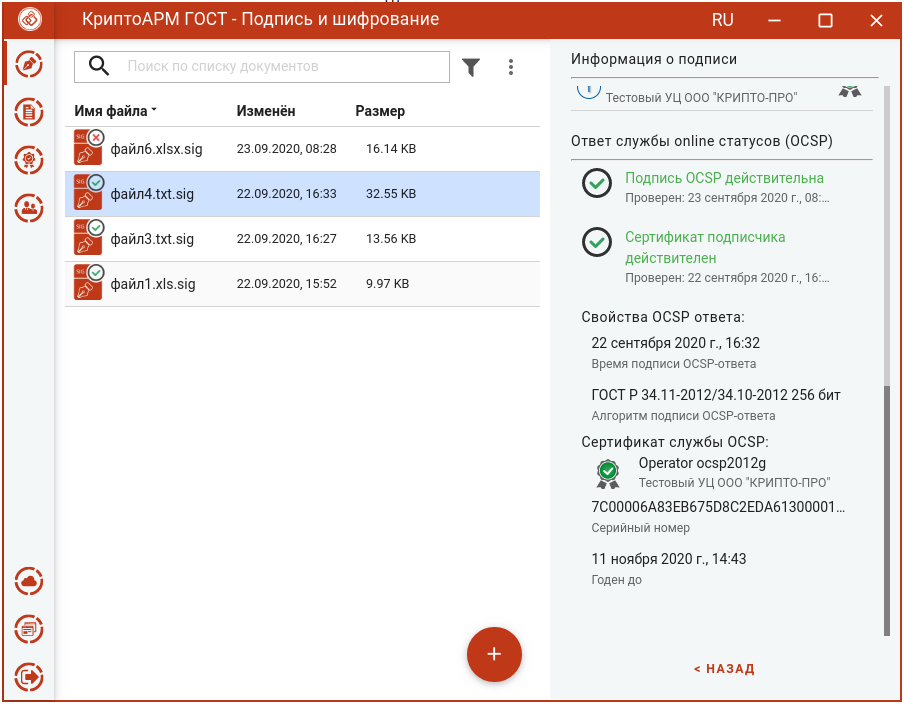 КриптоАРМ ГОСТ - Подпись и шифрование
RU
Поиск по списку документов
Имя файла Изменён Размер
файл6.xlsx.sig 23.09.2020, 08:28 16.14 KB
файл4.txt.sig 22.09.2020, 16:33 32.55 KB
файл3.txt.sig 22.09.2020, 16:27 13.56 KB
файл1.xls.sig 22.09.2020, 15:52 9.97 KB
Информация о подписи
Тестовый УЦ ООО "КРИПТО-ПРО"
Ответ службы online статусов (OCSP)
Подпись OCSP действительна
Проверен: 23 сентября 2020 г., 08:...
Сертификат подписчика
действителен
Проверен: 22 сентября 2020 г., 16:...
Свойства OCSP ответа:
22 сентября 2020 г., 16:32
Время подписи OCSP-ответа
ГОСТ Р 34.11-2012/34.10-2012 256 бит
Алгоритм подписи OCSP-ответа
Сертификат службы OCSP:
Operator ocsp2012g
Тестовый УЦ ООО "КРИПТО-ПРО"
7C00006A83EB675D8C2EDA61300001...
Серийный номер
11 ноября 2020 г., 14:43
Годен до
< НАЗАД